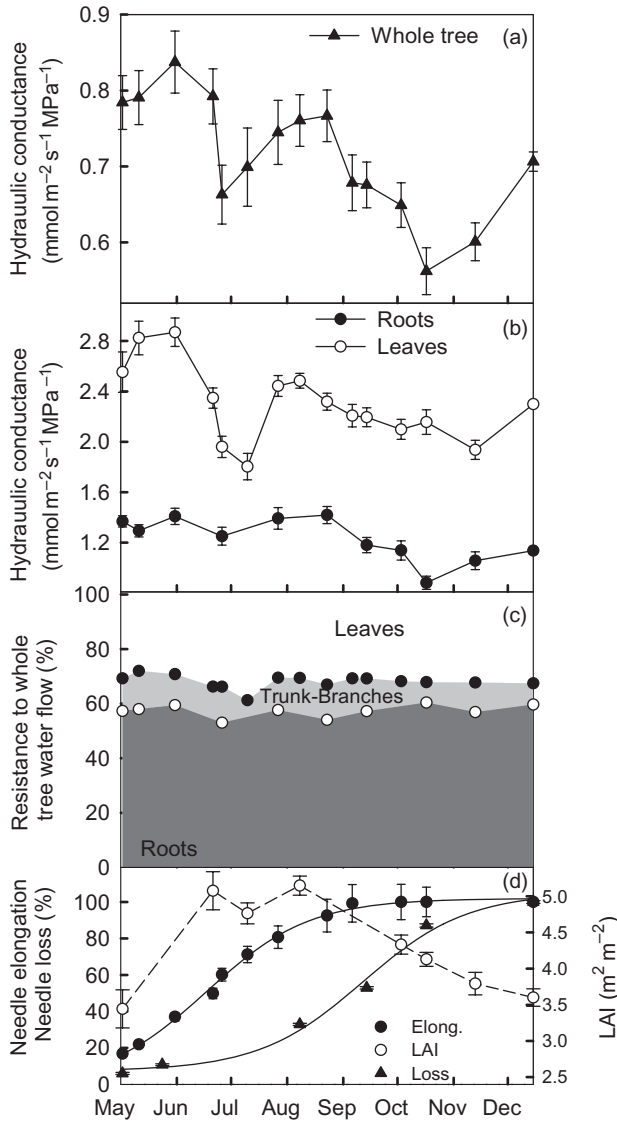 0.9
Whole tree
(a)
0.8
0.7
0.6
Hydrauulic conductance
(mmol m−2 s−1 MPa−1)
Roots
Leaves
(b)
2.8
2.4
2.0
1.6
1.2
Hydrauulic conductance
(mmol m−2 s−1 MPa−1)
100
80
60
40
20
0
Resistance to whole
tree water flow (%)
Leaves
(c)
Trunk-Branches
Roots
(d)
100
80
60
40
20
0
Needle elongation
Needle loss (%)
Elong.
LAI
Loss
5.0
4.5
4.0
3.5
3.0
2.5
LAI (m2 m−2)
May Jun Jul Aug Sep Oct Nov Dec